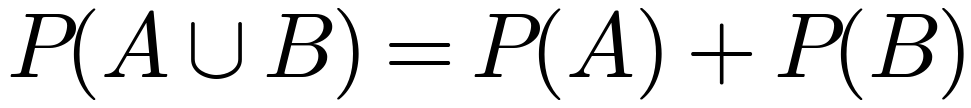 P(A ∪ B) = P(A) + P(B)